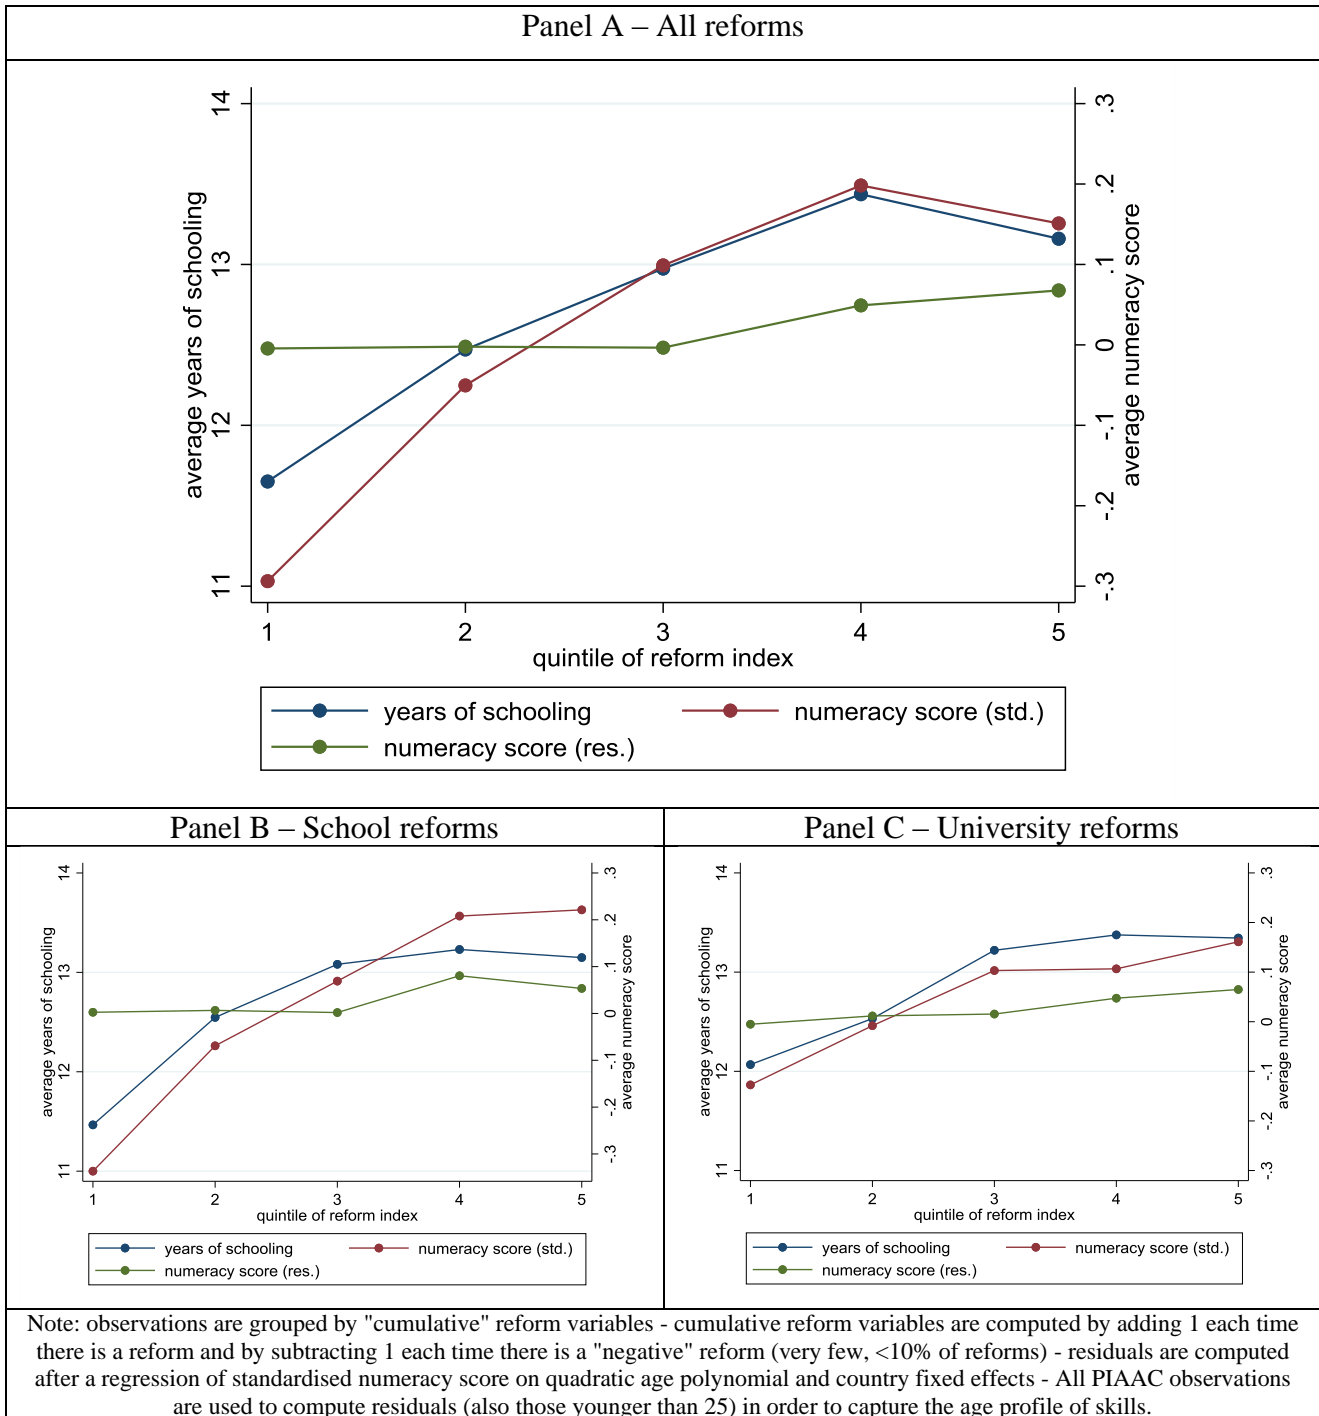 Panel A – All reforms
14
13
12
11
average years of schooling
.3
.2
.1
0
-.1
-.2
-.3
average numeracy score
1 2 3 4 5
quintile of reform index
years of schooling numeracy score (std.)
numeracy score (res.)
Panel B – School reforms
14
13
12
11
average years of schooling
.3
.2
.1
0
-.1
-.2
-.3
average numeracy score
1 2 3 4 5
quintile of reform index
years of schooling numeracy score (std.)
numeracy score (res.)
Panel C – University reforms
14
13
12
11
average years of schooling
.3
.2
.1
0
-.1
-.2
-.3
average numeracy score
1 2 3 4 5
quintile of reform index
years of schooling numeracy score (std.)
numeracy score (res.)
Note: observations are grouped by "cumulative" reform variables - cumulative reform variables are computed by adding 1 each time
there is a reform and by subtracting 1 each time there is a "negative" reform (very few, <10% of reforms) - residuals are computed
after a regression of standardised numeracy score on quadratic age polynomial and country fixed effects - All PIAAC observations
are used to compute residuals (also those younger than 25) in order to capture the age profile of skills.